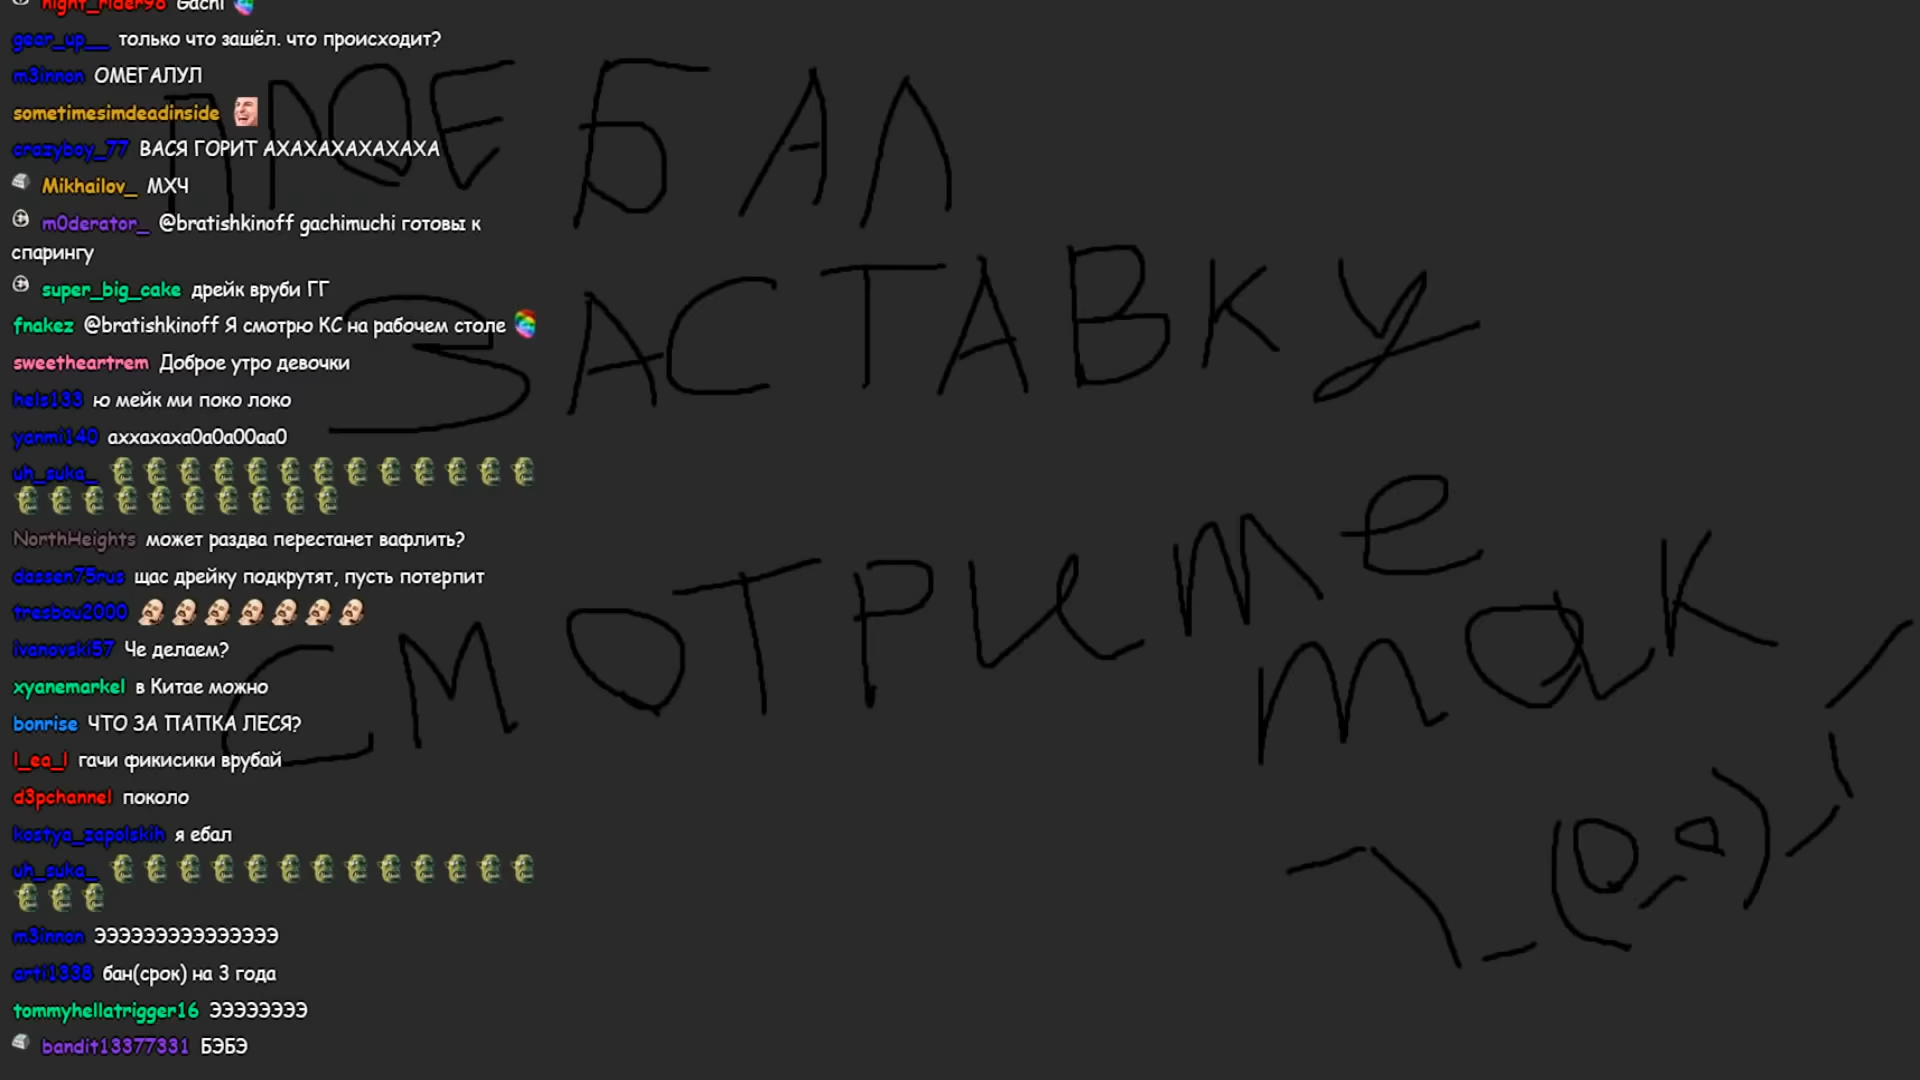 night_rider98 Gachi
gear_up__ только что зашёл. что происходит?
m3innon ОМЕГАЛУЛ
sometimesimdeadinside
crazyboy_77 ВАСЯ ГОРИТ АХАХАХАХАХАХА
Mikhailov_ МХЧ
m0derator_ @bratishkinoff gachimuchi готовы к
спарингу
super_big_cake дрейк вруби ГГ
fnakez @bratishkinoff Я смотрю КС на рабочем столе
sweetheartrem Доброе утро девочки
hels133 ю мейк ми поко локо
yanmi140 аххахаха0а0а00аа0
uh_suka_
NorthHeights может раздва перестанет вафлить?
dassen75rus щас дрейку подкрутят, пусть потерпит
tresbou2000
ivanovski57 Че делаем?
xyanemarkel в Китае можно
bonrise ЧТО ЗА ПАПКА ЛЕСЯ?
l_ea_l гачи фикисики врубай
d3pchannel поколо
kostya_zapolskih я ебал
uh_suka_
m3innon ЭЭЭЭЭЭЭЭЭЭЭЭЭЭЭ
arti1338 бан(срок) на 3 года
tommyhellatrigger16 ЭЭЭЭЭЭЭЭ
bandit13377331 БЭБЭ
ПРОЕБАЛ
ЗАСТАВКУ
СМОТРИте
так